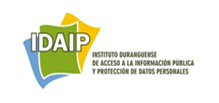 IDAIP
INSTITUTO DURANGUENSE
DE ACCESO A LA INFORMACIÓN PÚBLICA
Y PROTECCIÓN DE DATOS PERSONALES